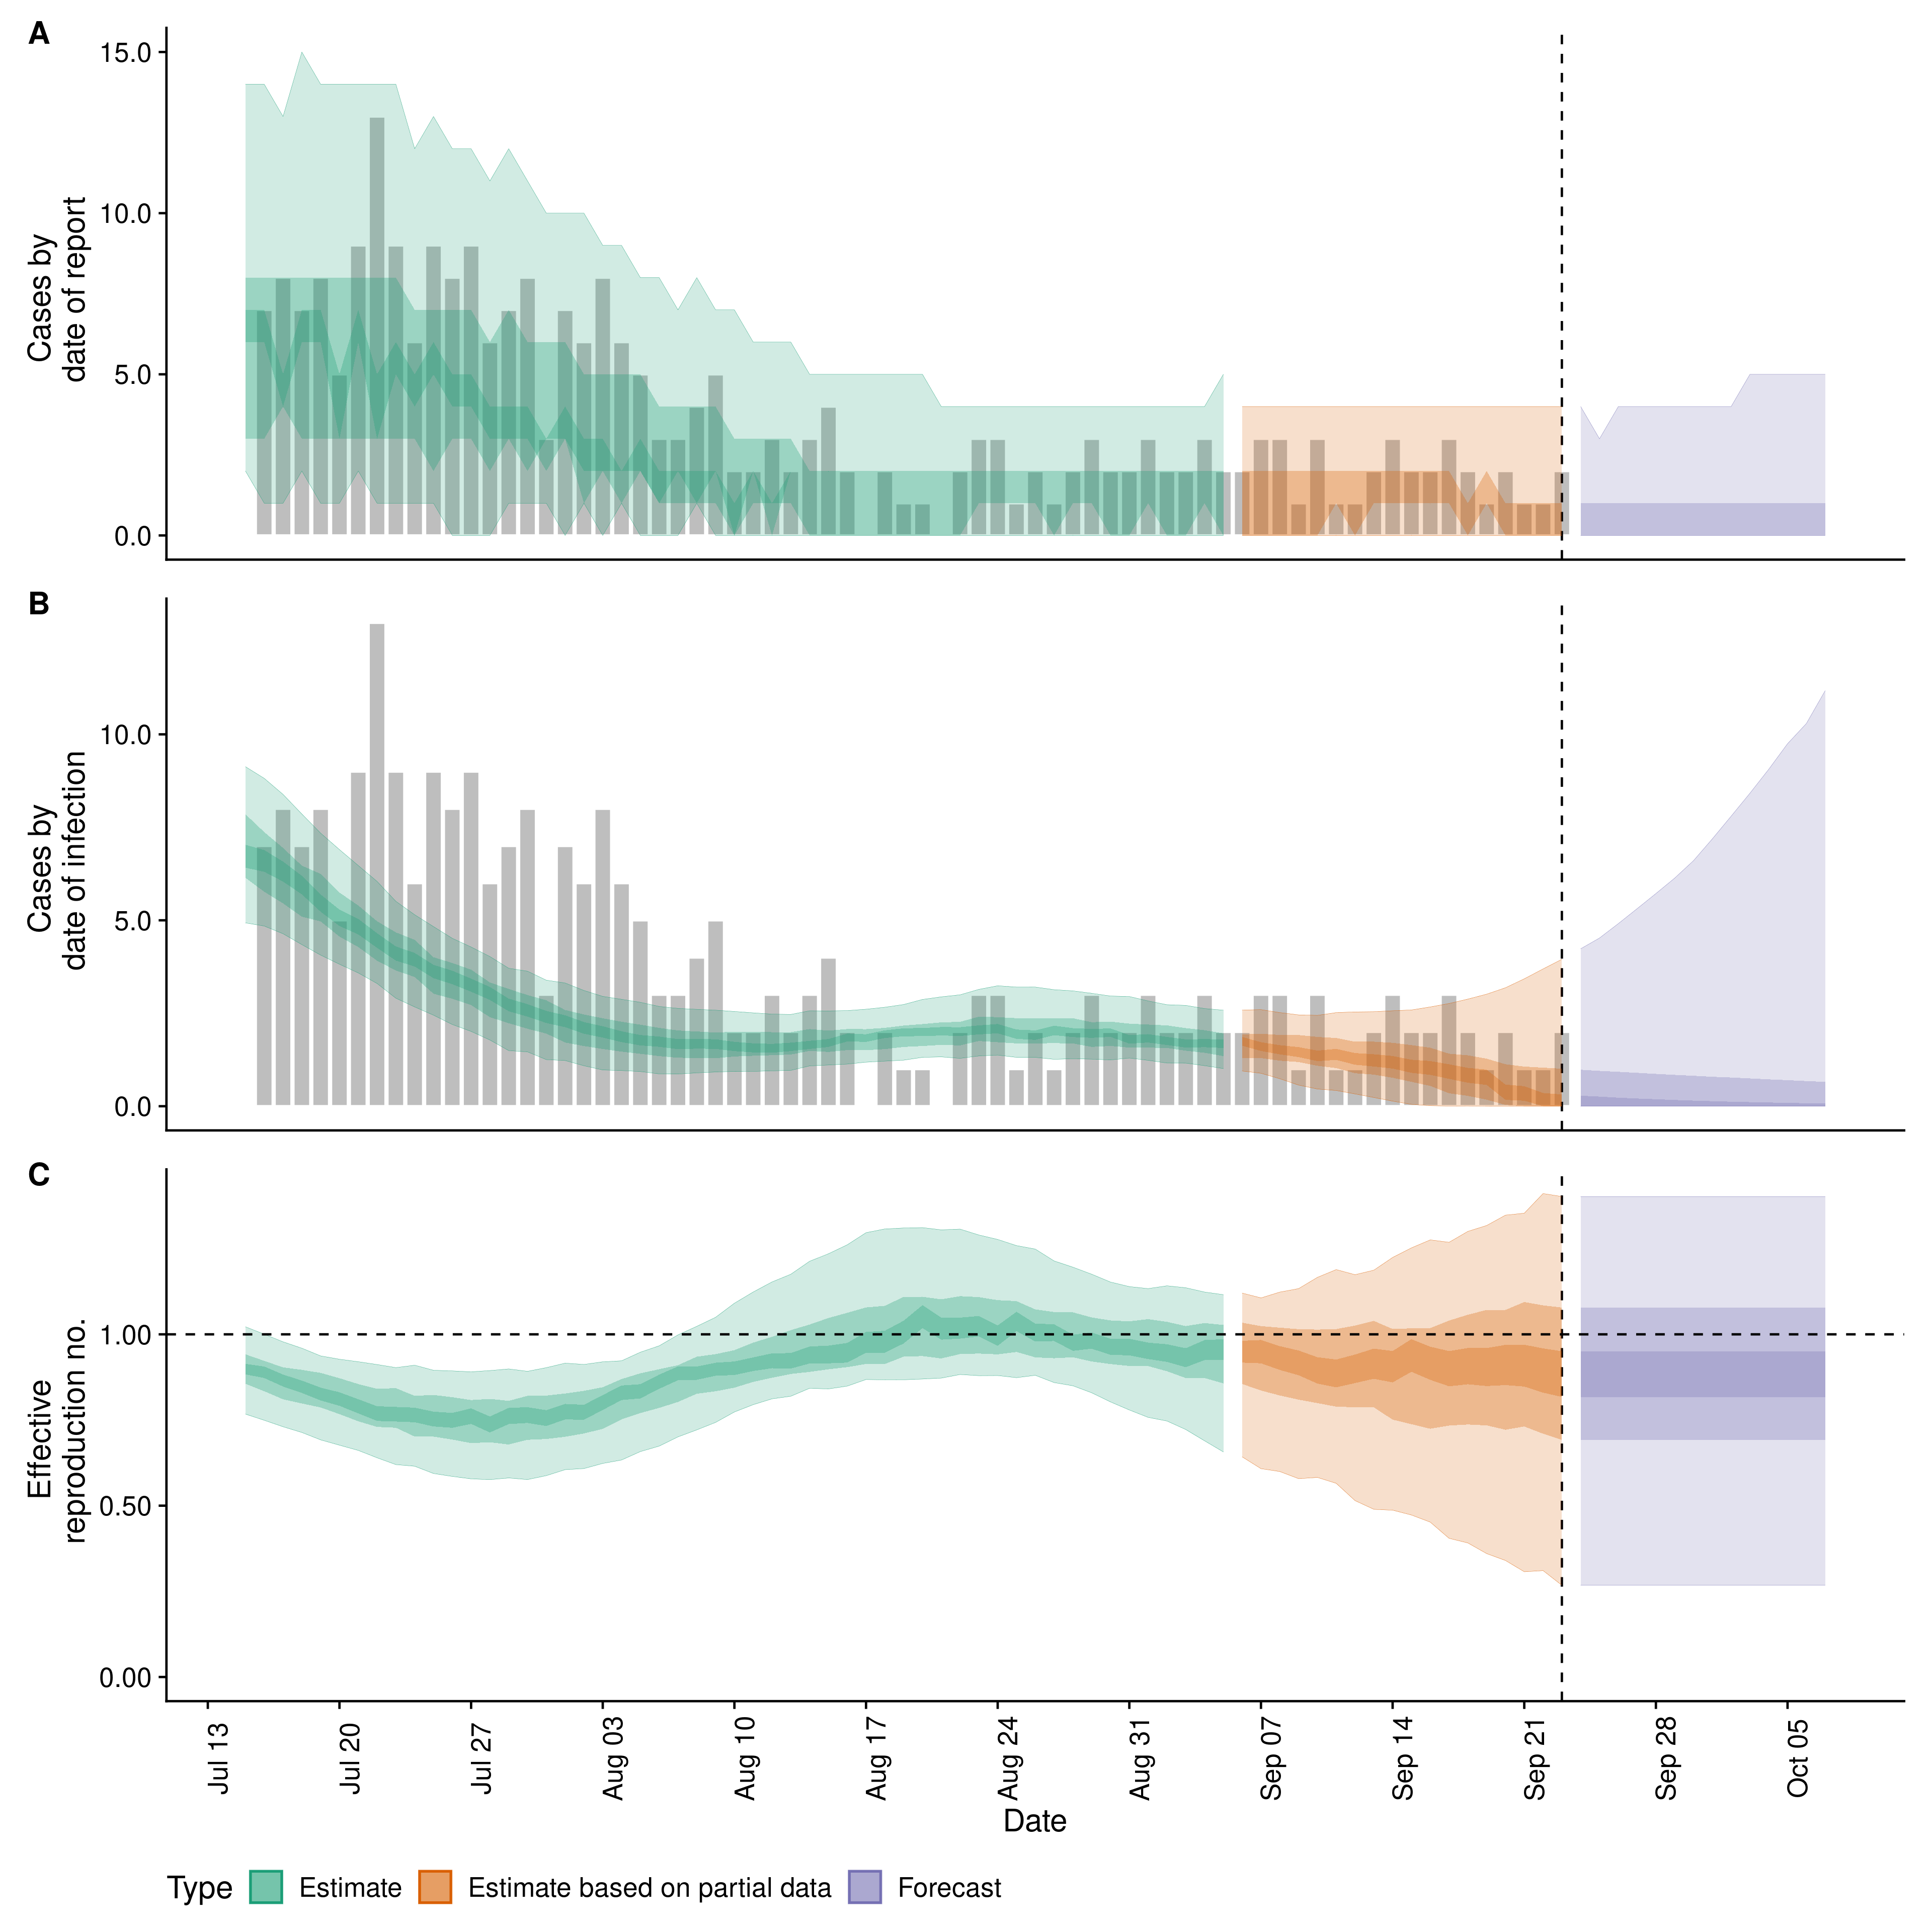 A
15.0
10.0
5.0
0.0
Cases by
date of report
B
10.0
5.0
0.0
Cases by
date of infection
C
1.00
0.50
0.00
Effective
reproduction no.
Jul 13
Jul 20
Jul 27
Aug 03
Aug 10
Aug 17
Aug 24
Aug 31
Sep 07
Sep 14
Sep 21
Sep 28
Oct 05
Date
Type Estimate Estimate based on partial data Forecast